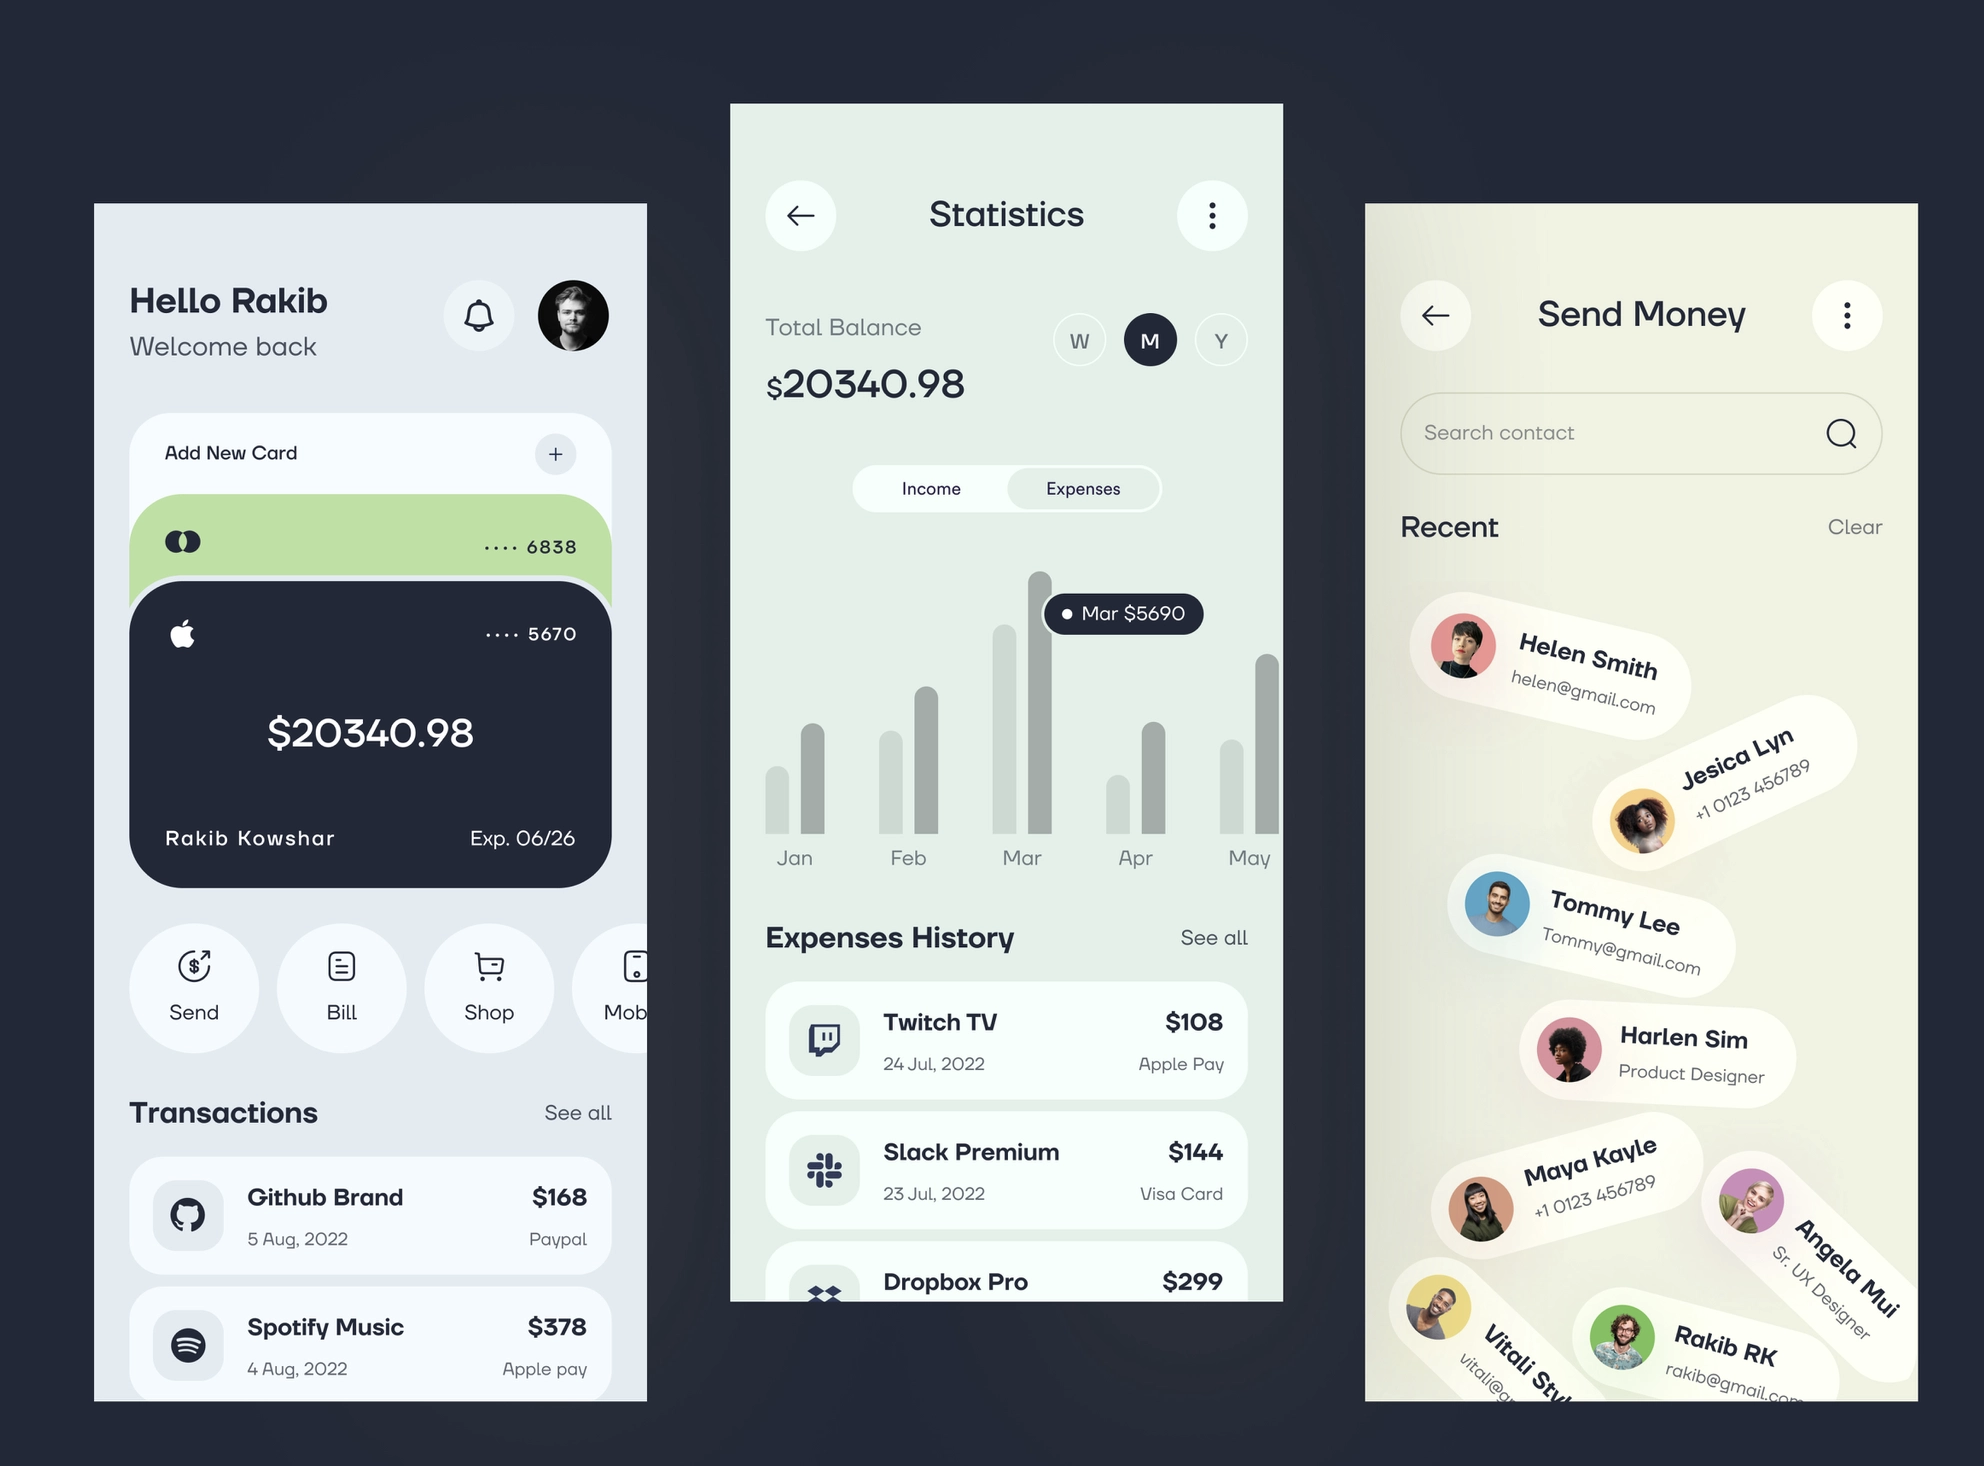 Hello Rakib
Welcome back
Add New Card
.... 6838
.... 5670
$20340.98
Rakib Kowshar
Exp. 06/26
Send
Bill
Shop
Mob
Transactions
See all
Github Brand
$168
5 Aug, 2022
Paypal
Spotify Music
$378
4 Aug, 2022
Apple pay
Statistics
Total Balance
W
M
Y
$20340.98
Income
Expenses
Mar $5690
Jan
Feb
Mar
Apr
May
Expenses History
See all
Twitch TV
$108
24 Jul, 2022
Apple Pay
Slack Premium
$144
23 Jul, 2022
Visa Card
Dropbox Pro
$299
Send Money
Search contact
Recent
Clear
Helen Smith
helen@gmail.com
Jesica Lyn
+1 0123 456789
Tommy Lee
Tommy@gmail.com
Harlen Sim
Product Designer
Maya Kayle
+1 0123 456789
Angela Mui
Sr. UX Designer
Vitali Styl
vitali@g
Rakib RK
rakib@gmail.com